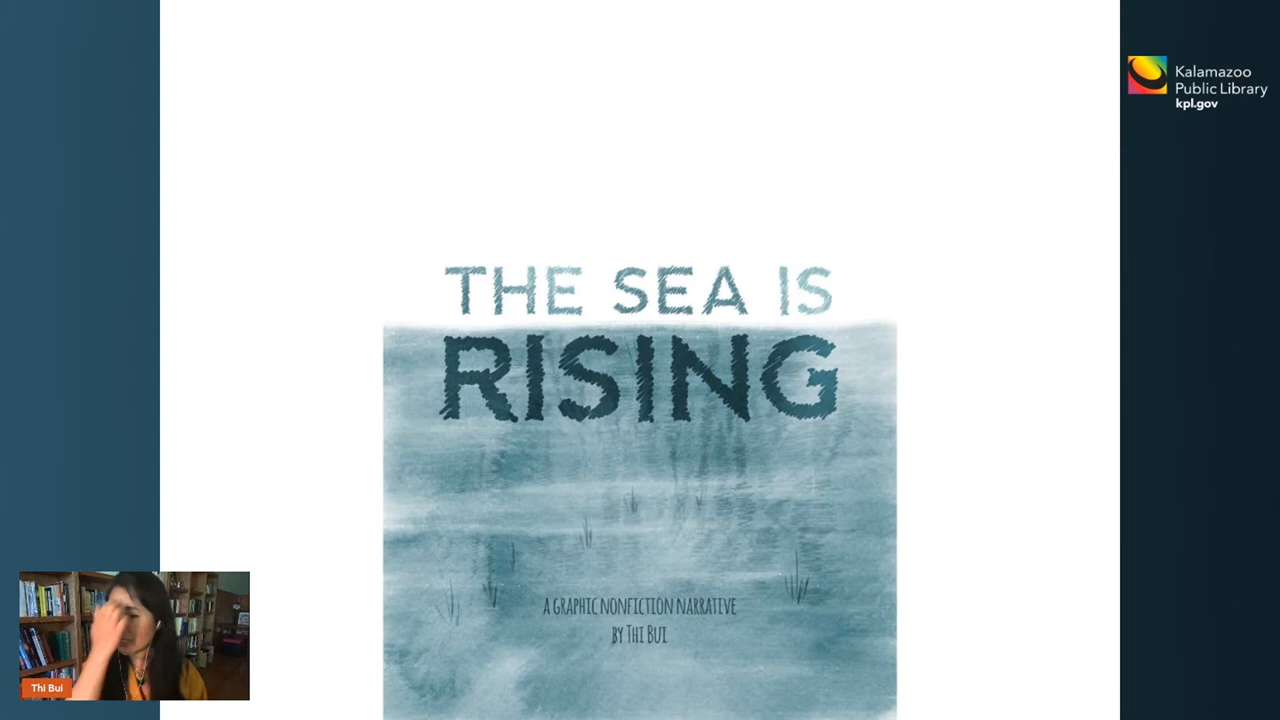 Kalamazoo
Public Library
kpl.gov
THE SEA IS
RISING
A GRAPHIC NONFICTION NARRATIVE
BY THI BUI
Thi Bui